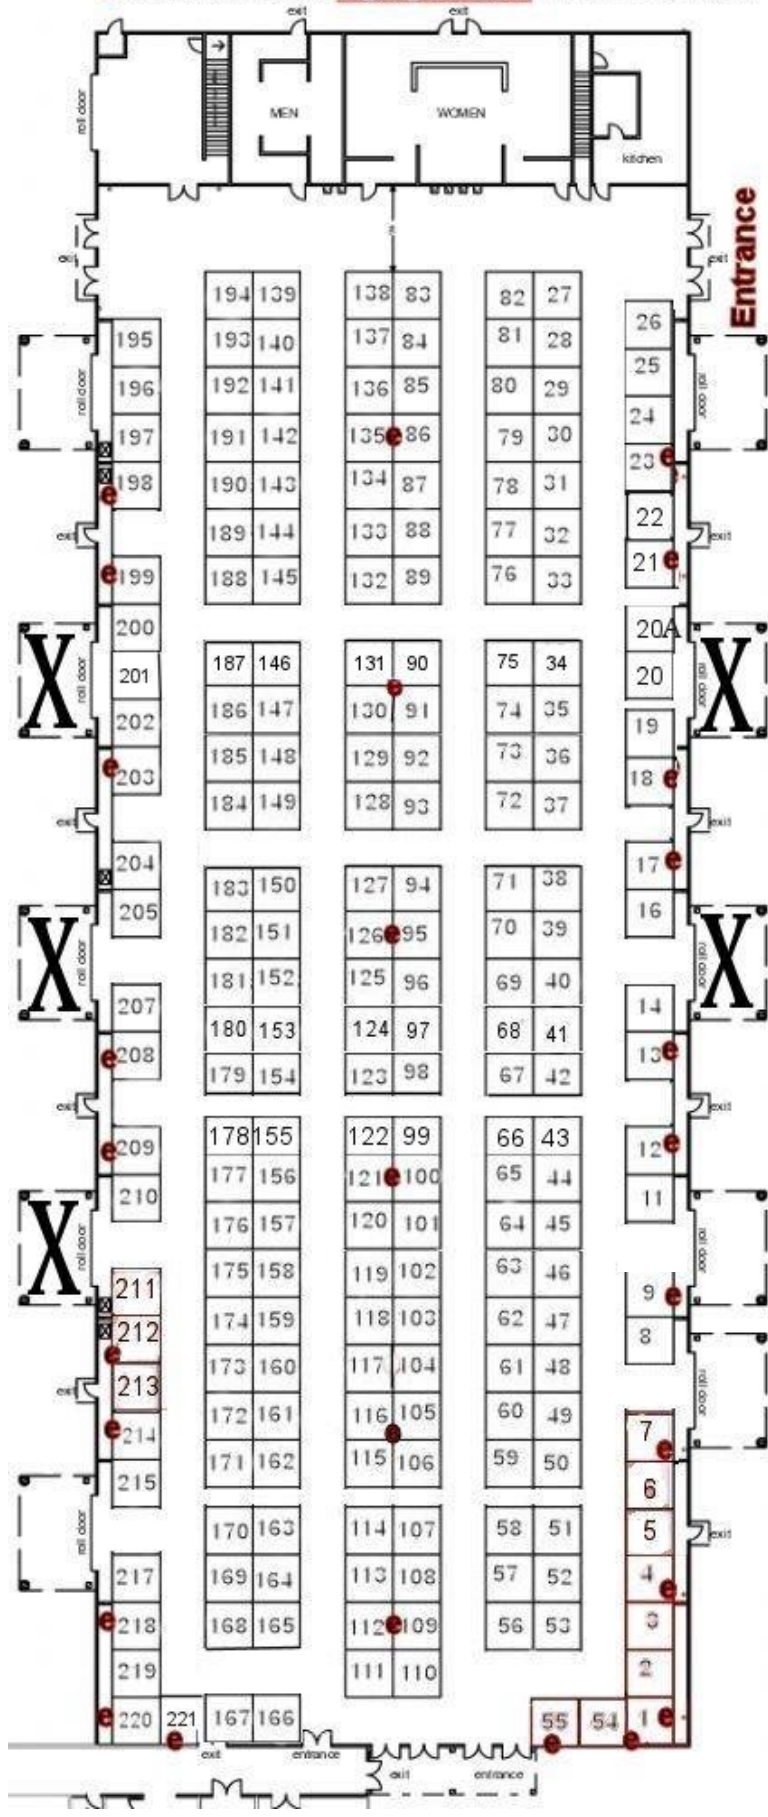 exit exit
roll door MEN WOMEN kitchen
Entrance
exit exit
194 139 138 83 82 27
26
195 193 140 137 84 81 28
roll door 25 roll door
196 192 141 136 85 80 29
24
197 191 142 135 e 86 79 30
23 e
198 190 143 134 87 78 31
e
22
exit 189 144 133 88 77 32 exit
21 e
e 199 188 145 132 89 76 33
200 20A
X roll door 201 187 146 131 90 75 34 20 roll door X
e
202 186 147 130 91 74 35 19
e 203 185 148 129 92 73 36 18 e
184 149 128 93 72 37
exit exit
204 17 e
183 150 127 94 71 38
205 16
182 151 126 e 95 70 39
X roll door roll door X
181 152 125 96 69 40
207 14
180 153 124 97 68 41
e 208 13 e
179 154 123 98 67 42
exit exit
178 155 122 99 66 43
e 209 12 e
177 156 121 e 100 65 44
210 11
176 157 120 101 64 45
X roll door
175 158 119 102 63 46
211 9 e
174 159 118 103 62 47
212 8
e
173 160 117 104 61 48
exit 213 roll door
172 161 116 105 60 49
e 214 e 7 e
171 162 115 106 59 50
215 6
roll door 170 163 114 107 58 51 5 exit
217 169 164 113 108 57 52 4 e
e 218 168 165 112 e 109 56 53 3
219 111 110 2
e 220 221 167 166 55 54 1 e
e e e
exit entrance exit entrance